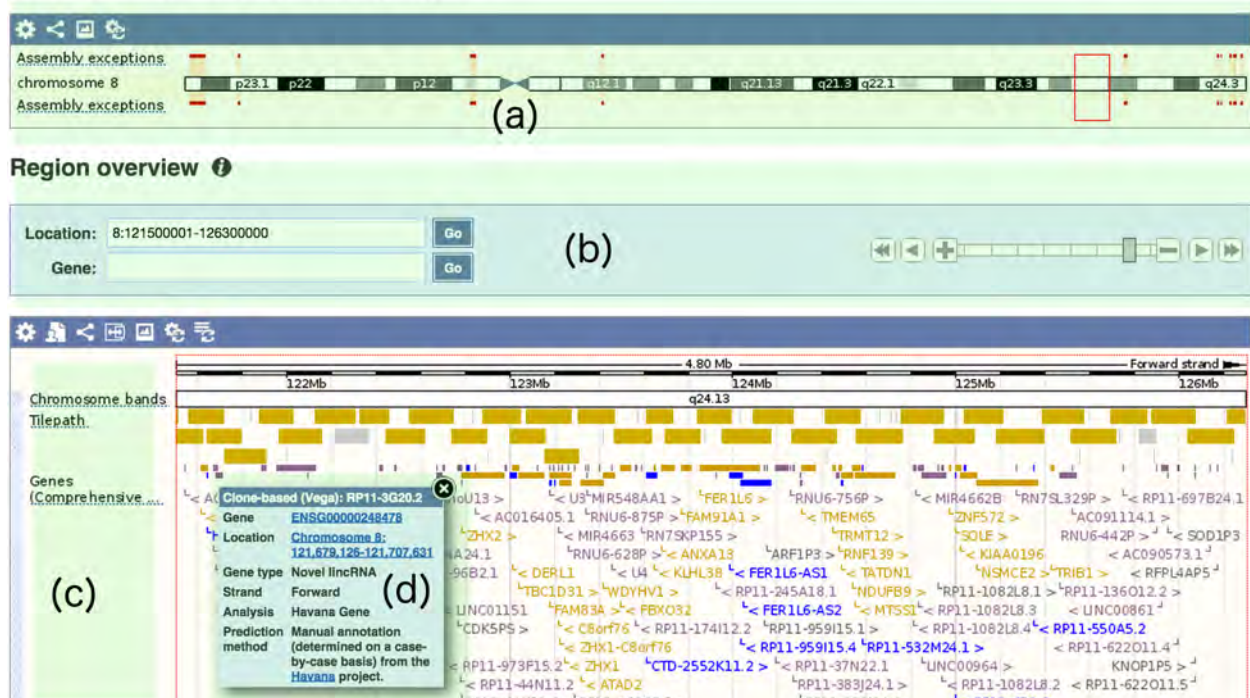 Assembly exceptions
chromosome 8 p23.1 p22 p12 q12.1 q21.13 q21.3 q22.1 q23.3 q24.3
Assembly exceptions
(a)
Region overview
Location: 8:121500001-126300000 Go
(b)
Gene: Go
4.80 Mb Forward strand
122Mb 123Mb 124Mb 125Mb 126Mb
Chromosome bands q24.13
Tilepath
Genes
(Comprehensive ...
< U3 MIR548AA1 > FER1L6 > RNU6-756P > < MIR4662B RN7SL329P > < RP11-697B24.1
Clone-based (Vega): RP11-3G20.2
Gene ENSG00000248478
< AC016405.1 RNU6-875P > FAM91A1 > < TMEM65 ZNF572 > AC091114.1 >
Location Chromosome 8:
121,679,126-121,707,631
ZHX2 > < MIR4663 RN7SKP155 > TRMT12 > SOLE > RNU6-442P > < SOD1P3
RNU6-628P > < ANXA13 ARF1P3 > RNF139 > < KIAA0196 < AC090573.1
Gene type Novel lincRNA
< DERL1 < U4 < KLHL38 < FER1L6-AS1 < TATDN1 NSMCE2 > TRIB1 > < RFPL4AP5
(c)
(d)
Strand Forward
TBC1D31 > WDYHV1 > < RP11-245A18.1 NDUFB9 > RP11-1082L8.1 > RP11-136O12.2 >
Analysis Havana Gene
LINC01151 FAM83A > < FBXO32 < FER1L6-AS2 < MTSS1 < RP11-1082L8.3 < LINC00861
Prediction method Manual annotation
(determined on a case-
by-case basis) from the
Havana project.
CDK5PS > < C8orf76 < RP11-174I12.2 RP11-959I15.1 > < RP11-1082L8.4 < RP11-550A5.2
< ZHX1-C8orf76 < RP11-959I15.4 RP11-532M24.1 > < RP11-622O11.4
< RP11-973F15.2 < ZHX1 CTD-2552K11.2 > < RP11-37N22.1 LINC00964 > KNOP1P5 >
< RP11-44N11.2 < ATAD2 RP11-383J24.1 > < RP11-1082L8.2 < RP11-622O11.5